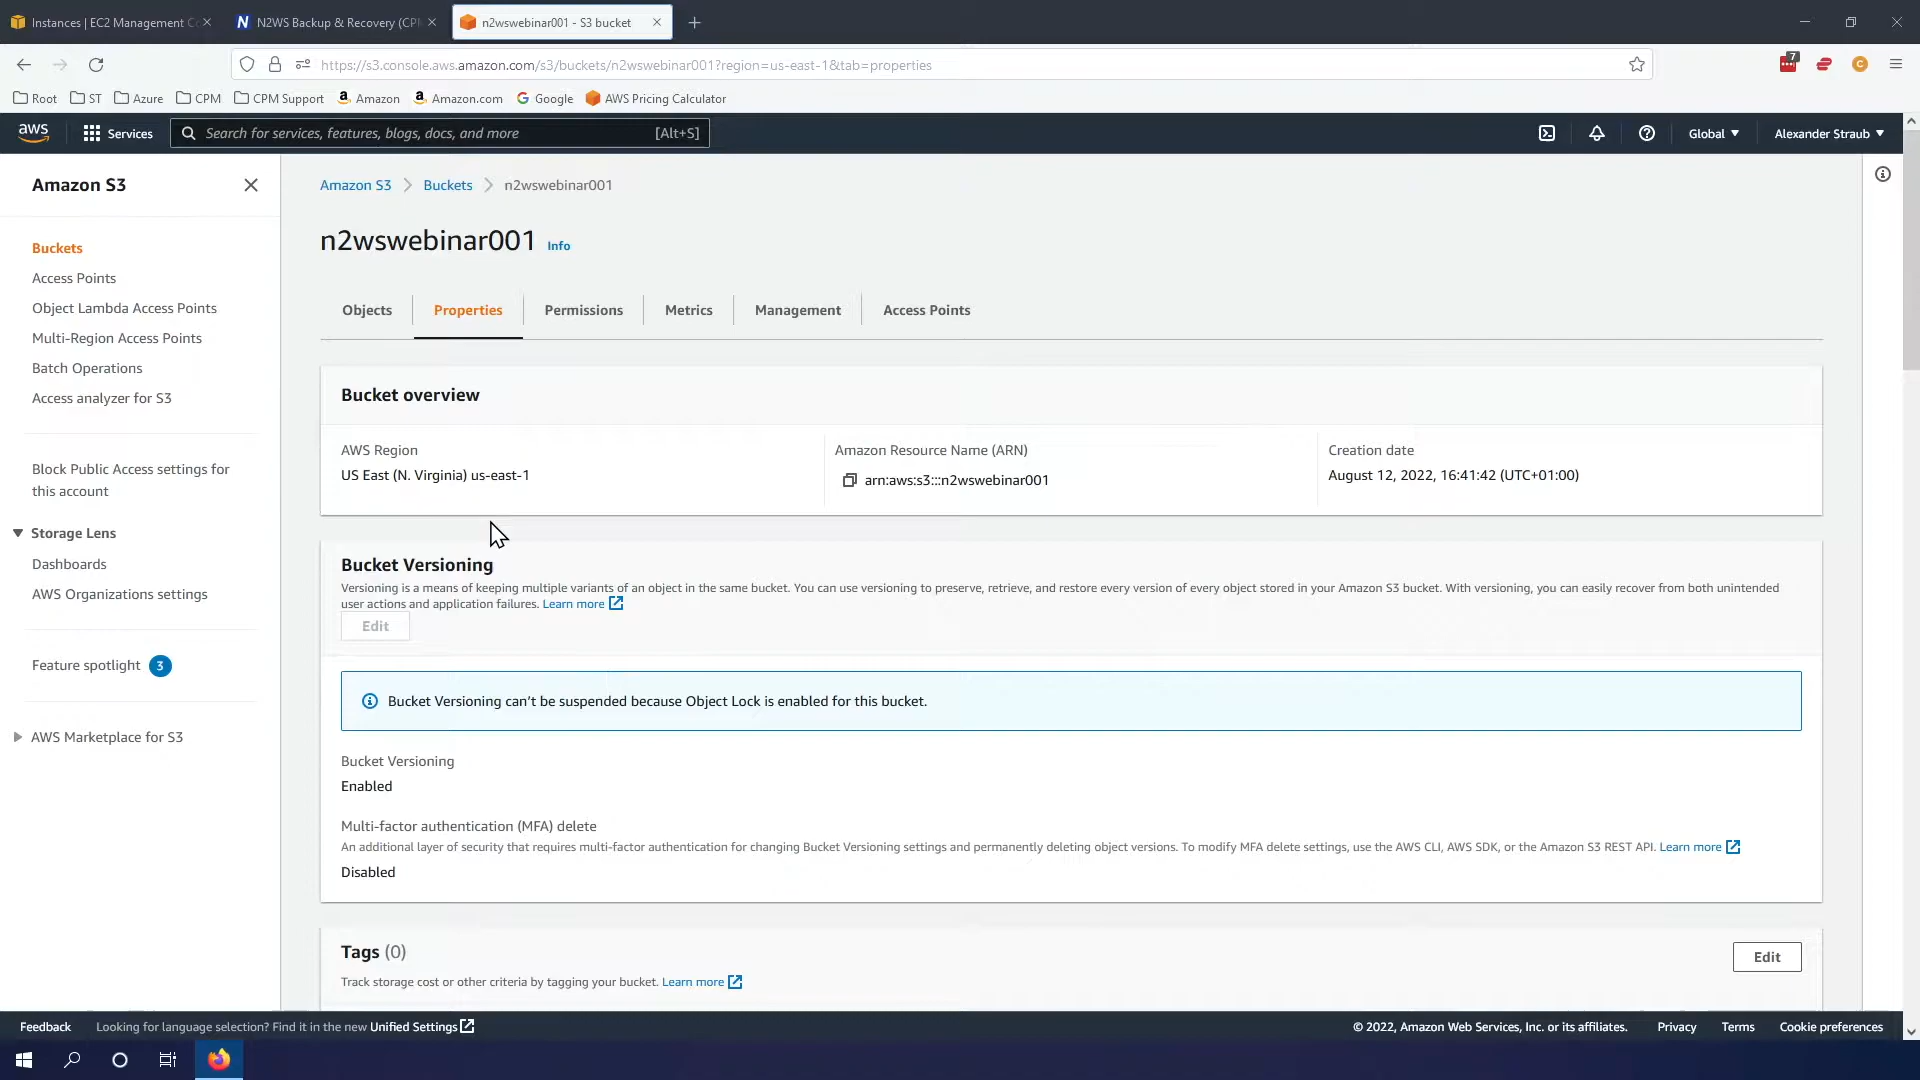 Instances | EC2 Management C
N2WS Backup & Recovery (CPM
n2wswebinar001 - S3 bucket
https://s3.console.aws.amazon.com/s3/buckets/n2wswebinar001?region=us-east-1&tab=properties
7
C
Root
ST
Azure
CPM
CPM Support
Amazon
Amazon.com
Google
AWS Pricing Calculator
aws
Services
Search for services, features, blogs, docs, and more
[Alt+S]
Global
Alexander Straub
Amazon S3
Buckets
Access Points
Object Lambda Access Points
Multi-Region Access Points
Batch Operations
Access analyzer for S3
Block Public Access settings for
this account
Storage Lens
Dashboards
AWS Organizations settings
Feature spotlight 3
AWS Marketplace for S3
Amazon S3 > Buckets > n2wswebinar001
n2wswebinar001 Info
Objects
Properties
Permissions
Metrics
Management
Access Points
Bucket overview
AWS Region
US East (N. Virginia) us-east-1
Amazon Resource Name (ARN)
arn:aws:s3:::n2wswebinar001
Creation date
August 12, 2022, 16:41:42 (UTC+01:00)
Bucket Versioning
Versioning is a means of keeping multiple variants of an object in the same bucket. You can use versioning to preserve, retrieve, and restore every version of every object stored in your Amazon S3 bucket. With versioning, you can easily recover from both unintended
user actions and application failures. Learn more
Edit
Bucket Versioning can't be suspended because Object Lock is enabled for this bucket.
Bucket Versioning
Enabled
Multi-factor authentication (MFA) delete
An additional layer of security that requires multi-factor authentication for changing Bucket Versioning settings and permanently deleting object versions. To modify MFA delete settings, use the AWS CLI, AWS SDK, or the Amazon S3 REST API. Learn more
Disabled
Tags (0)
Edit
Track storage cost or other criteria by tagging your bucket. Learn more
Feedback
Looking for language selection? Find it in the new Unified Settings
© 2022, Amazon Web Services, Inc. or its affiliates.
Privacy
Terms
Cookie preferences